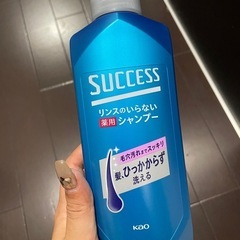 SUCCESS
リンスのいらない
薬用 シャンプー
毛穴汚れまでスッキリ
髪、ひっかからず
洗える
Kao